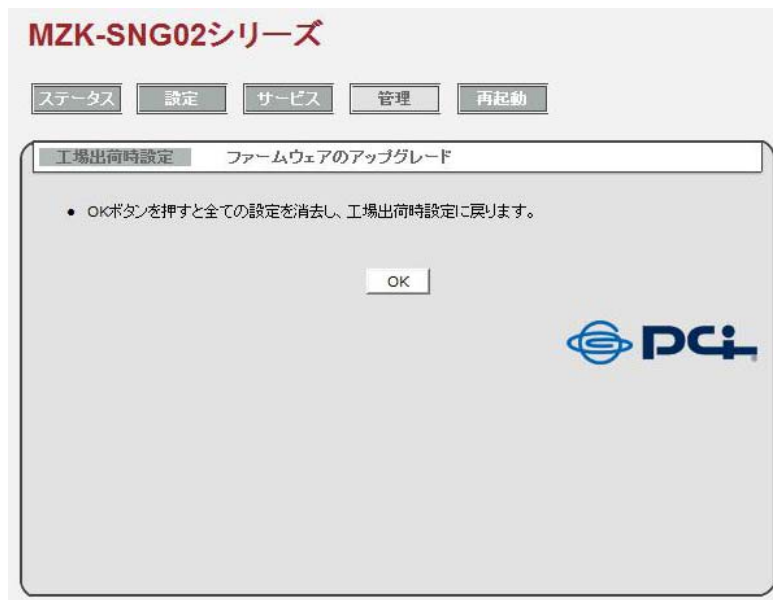 MZK-SNG02シリーズ
ステータス 設定 サービス 管理 再起動
工場出荷時設定 ファームウェアのアップグレード
• OKボタンを押すと全ての設定を消去し、工場出荷時設定に戻ります。
OK
PCi